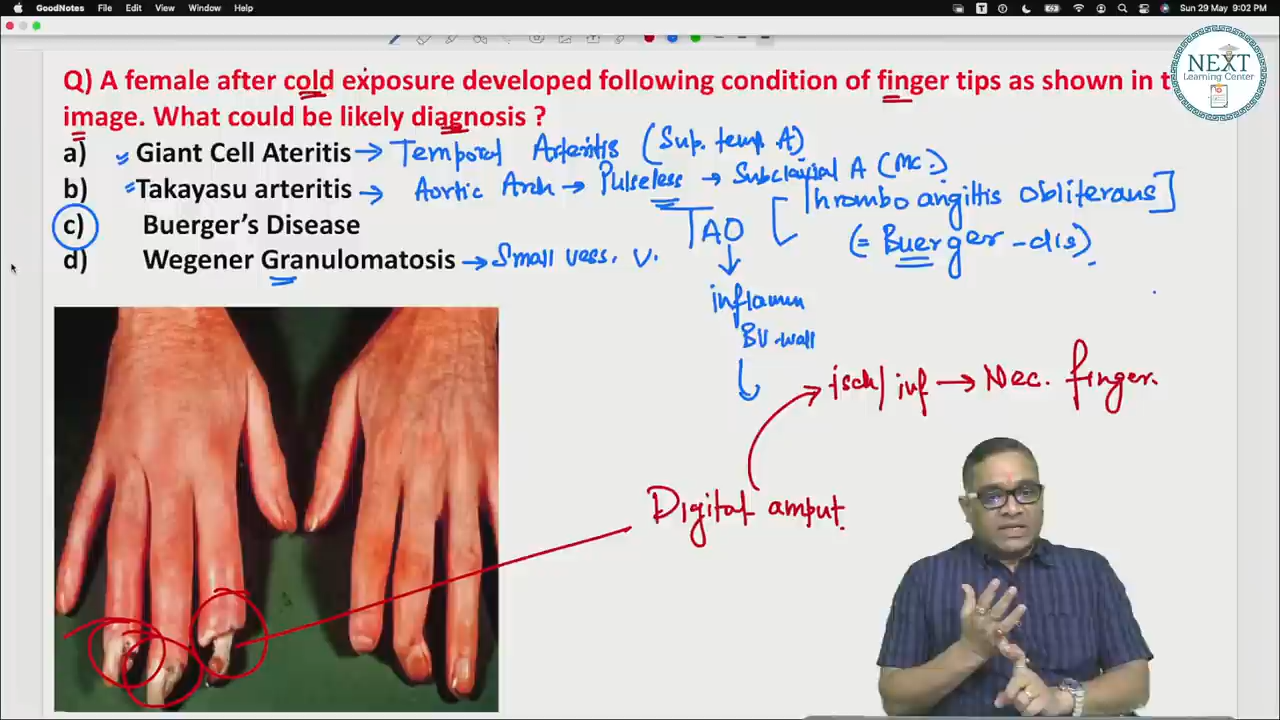 GoodNotes File Edit View Window Help
Sun 29 May 9:02 PM
NEXT
Learning Center
Q) A female after cold exposure developed following condition of finger tips as shown in t
image. What could be likely diagnosis ?
a) Giant Cell Ateritis → Temporal Arteritis (Sup. temp. A)
b) Takayasu arteritis → Aortic Arch → Pulseless → Subclavial A (Mc.)
c) Buerger's Disease
TAO [Thrombo angiitis obliterans]
(= Buerger-dis)
d) Wegener Granulomatosis → Small vess. v.
inflamm
BV-wall
isch/inf → Nec. finger.
Digital amput.